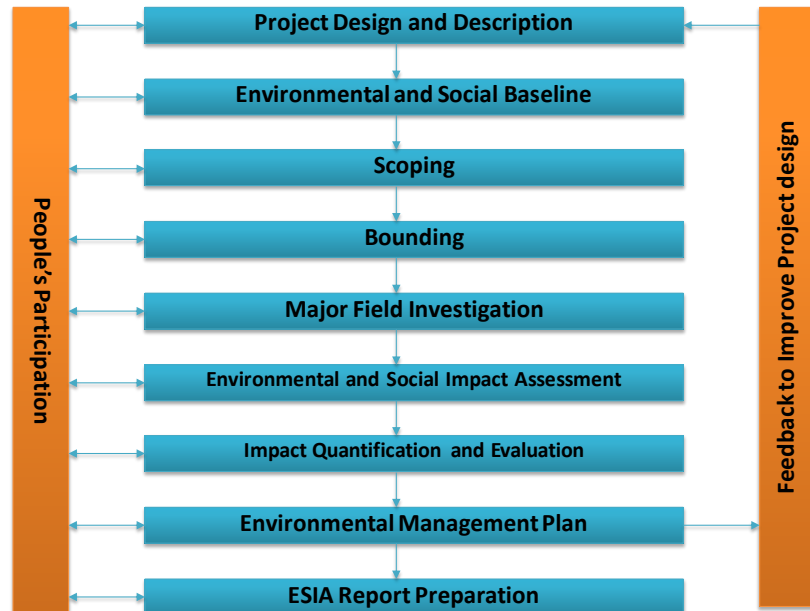 Project Design and Description
Environmental and Social Baseline
Scoping
Bounding
Major Field Investigation
Environmental and Social Impact Assessment
Impact Quantification and Evaluation
Environmental Management Plan
ESIA Report Preparation
People's Participation
Feedback to Improve Project design